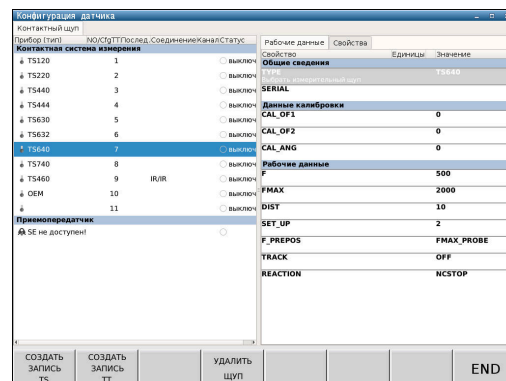 Конфигурация датчика
Контактный щуп
Прибор (тип) NO/CfgTT Послед. Соединение Канал Статус
Контактная система измерения
TS120 1 выключ
TS220 2 выключ
TS440 3 выключ
TS444 4 выключ
TS630 5 выключ
TS632 6 выключ
TS640 7 выключ
TS740 8 выключ
TS460 9 IR/IR выключ
OEM 10 выключ
11 выключ
Приемопередатчик
SE не доступен!
Рабочие данные Свойства
Свойство Единицы Значение
Общие сведения
TYPE TS640
Выбрать измерительный щуп
SERIAL
Данные калибровки
CAL_OF1 0
CAL_OF2 0
CAL_ANG 0
Рабочие данные
F 500
FMAX 2000
DIST 10
SET_UP 2
F_PREPOS FMAX_PROBE
TRACK OFF
REACTION NCSTOP
СОЗДАТЬ ЗАПИСЬ TS
СОЗДАТЬ ЗАПИСЬ TT
УДАЛИТЬ ЩУП
END